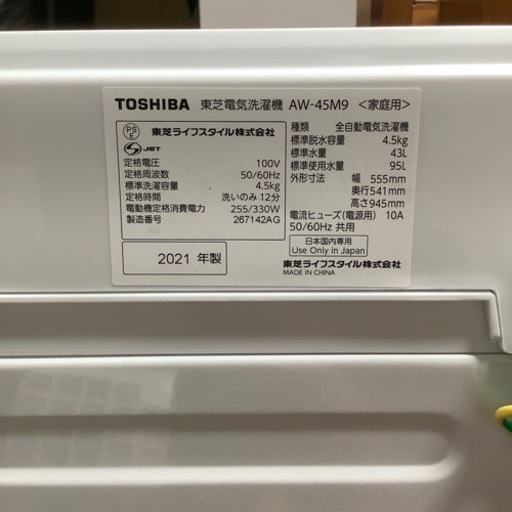 TOSHIBA 東芝電気洗濯機 AW-45M9 <家庭用>
PS E
東芝ライフスタイル株式会社
JET
定格電圧 100V
定格周波数 50/60Hz
標準洗濯容量 4.5kg
定格時間 洗いのみ 12分
電動機定格消費電力 255/330W
製造番号 267142AG
2021 年製
種類 全自動電気洗濯機
標準脱水容量 4.5kg
標準水量 43L
標準使用水量 95L
外形寸法 幅 555mm
奥行541mm
高さ945mm
電流ヒューズ(電源用) 10A
50/60Hz 共用
日本国内専用
Use Only in Japan
東芝ライフスタイル株式会社
MADE IN CHINA